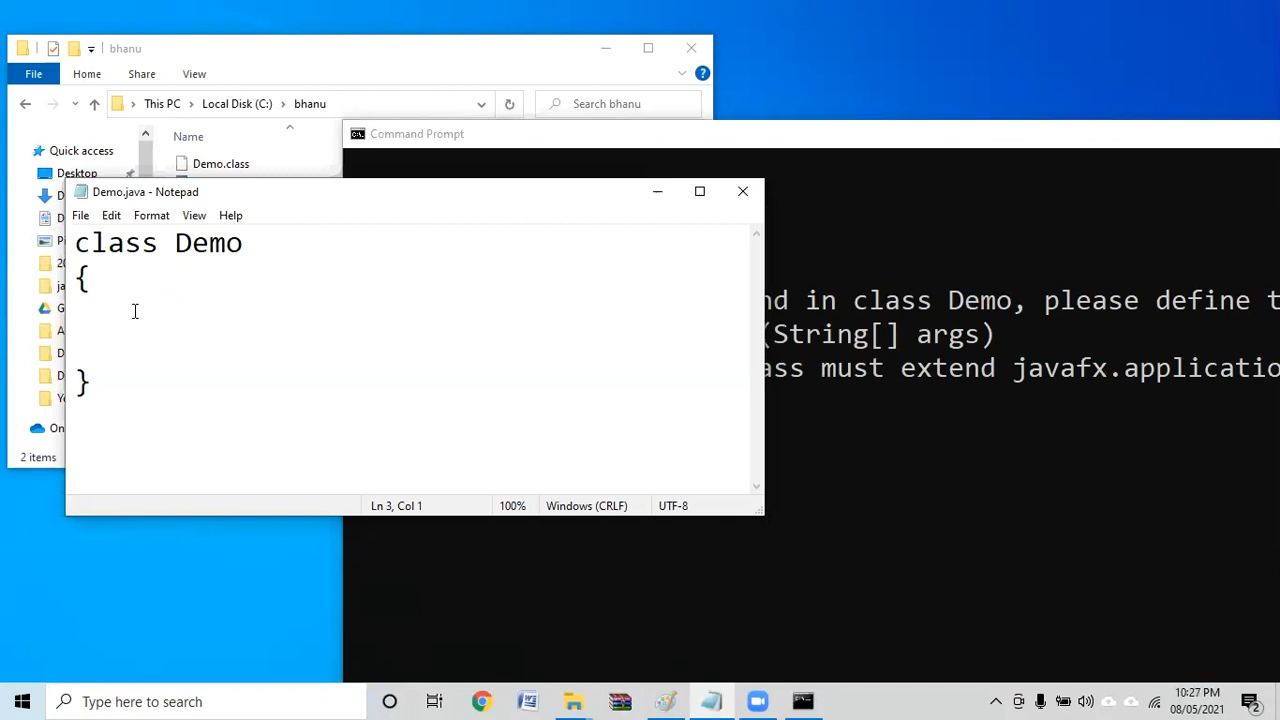 bhanu
File Home Share View
This PC Local Disk (C:) bhanu
Search bhanu
Name
Quick access
Demo.class
Desktop
2 items
Command Prompt
nd in class Demo, please define t
(String[] args)
ass must extend javafx.applicatio
Demo.java - Notepad
File Edit Format View Help
class Demo
{
}
Ln 3, Col 1 100% Windows (CRLF) UTF-8
Type here to search
10:27 PM
08/05/2021
2